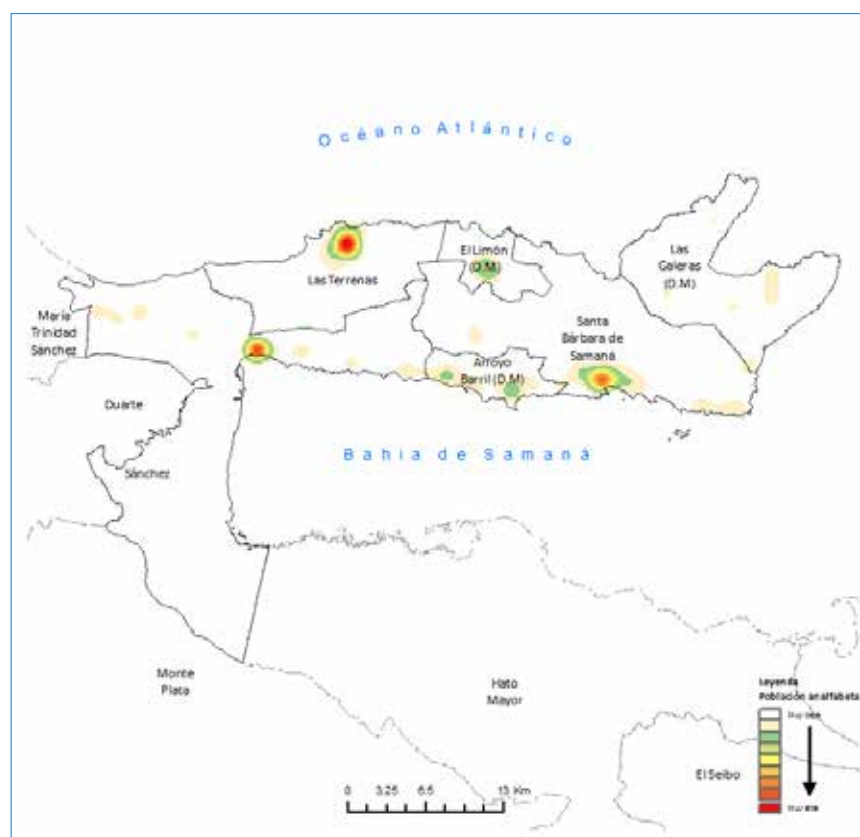 Océano Atlántico
Las
Galeras
(D.M)
El Limón
(D.M)
Las Terrenas
María
Trinidad
Sánchez
Santa
Bárbara de
Samaná
Arroyo
Barril (D.M)
Duarte
Bahia de Samaná
Sánchez
Monte
Plata
Hato
Mayor
El Seibo
Leyenda
Población analfabeta
0 3.25 6.5 13 Km